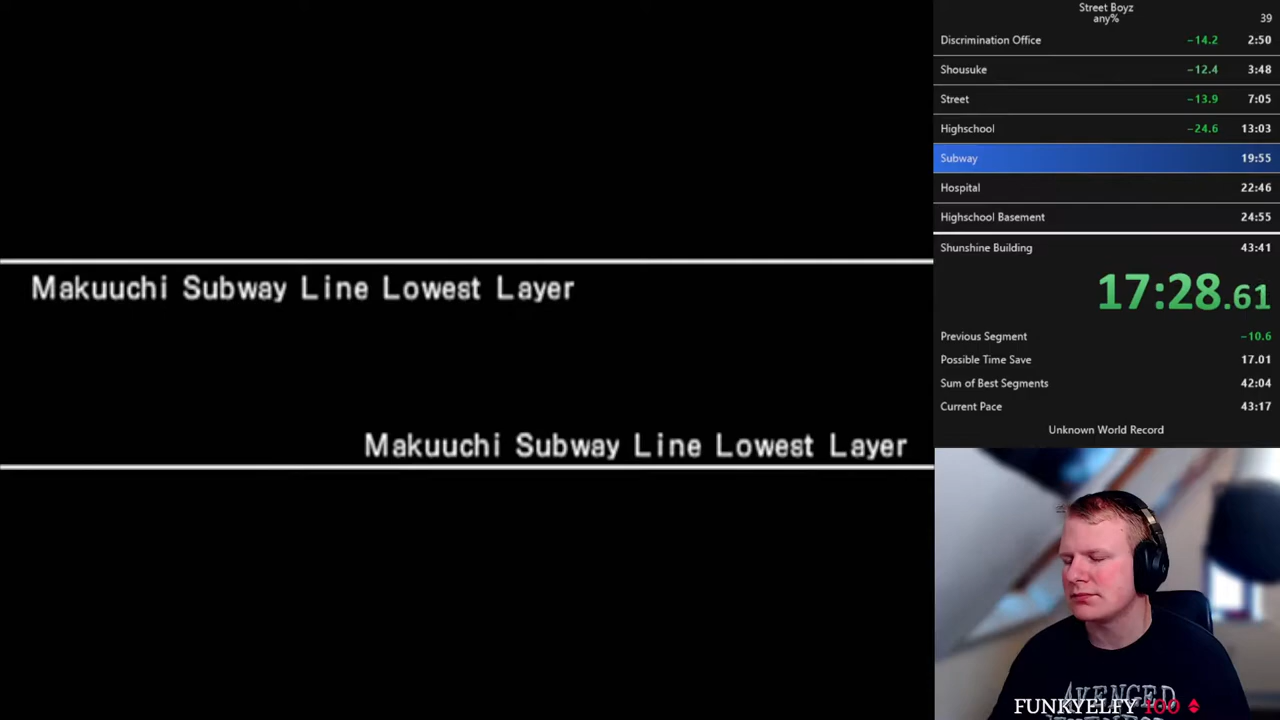 Street Boyz
any%
39
Discrimination Office -14.2 2:50
Shousuke -12.4 3:48
Street -13.9 7:05
Highschool -24.6 13:03
Subway 19:55
Hospital 22:46
Highschool Basement 24:55
Shunshine Building 43:41
17:28.61
Previous Segment -10.6
Possible Time Save 17.01
Sum of Best Segments 42:04
Current Pace 43:17
Unknown World Record
Makuuchi Subway Line Lowest Layer
Makuuchi Subway Line Lowest Layer
AVENGED
FUNKYELFY 100